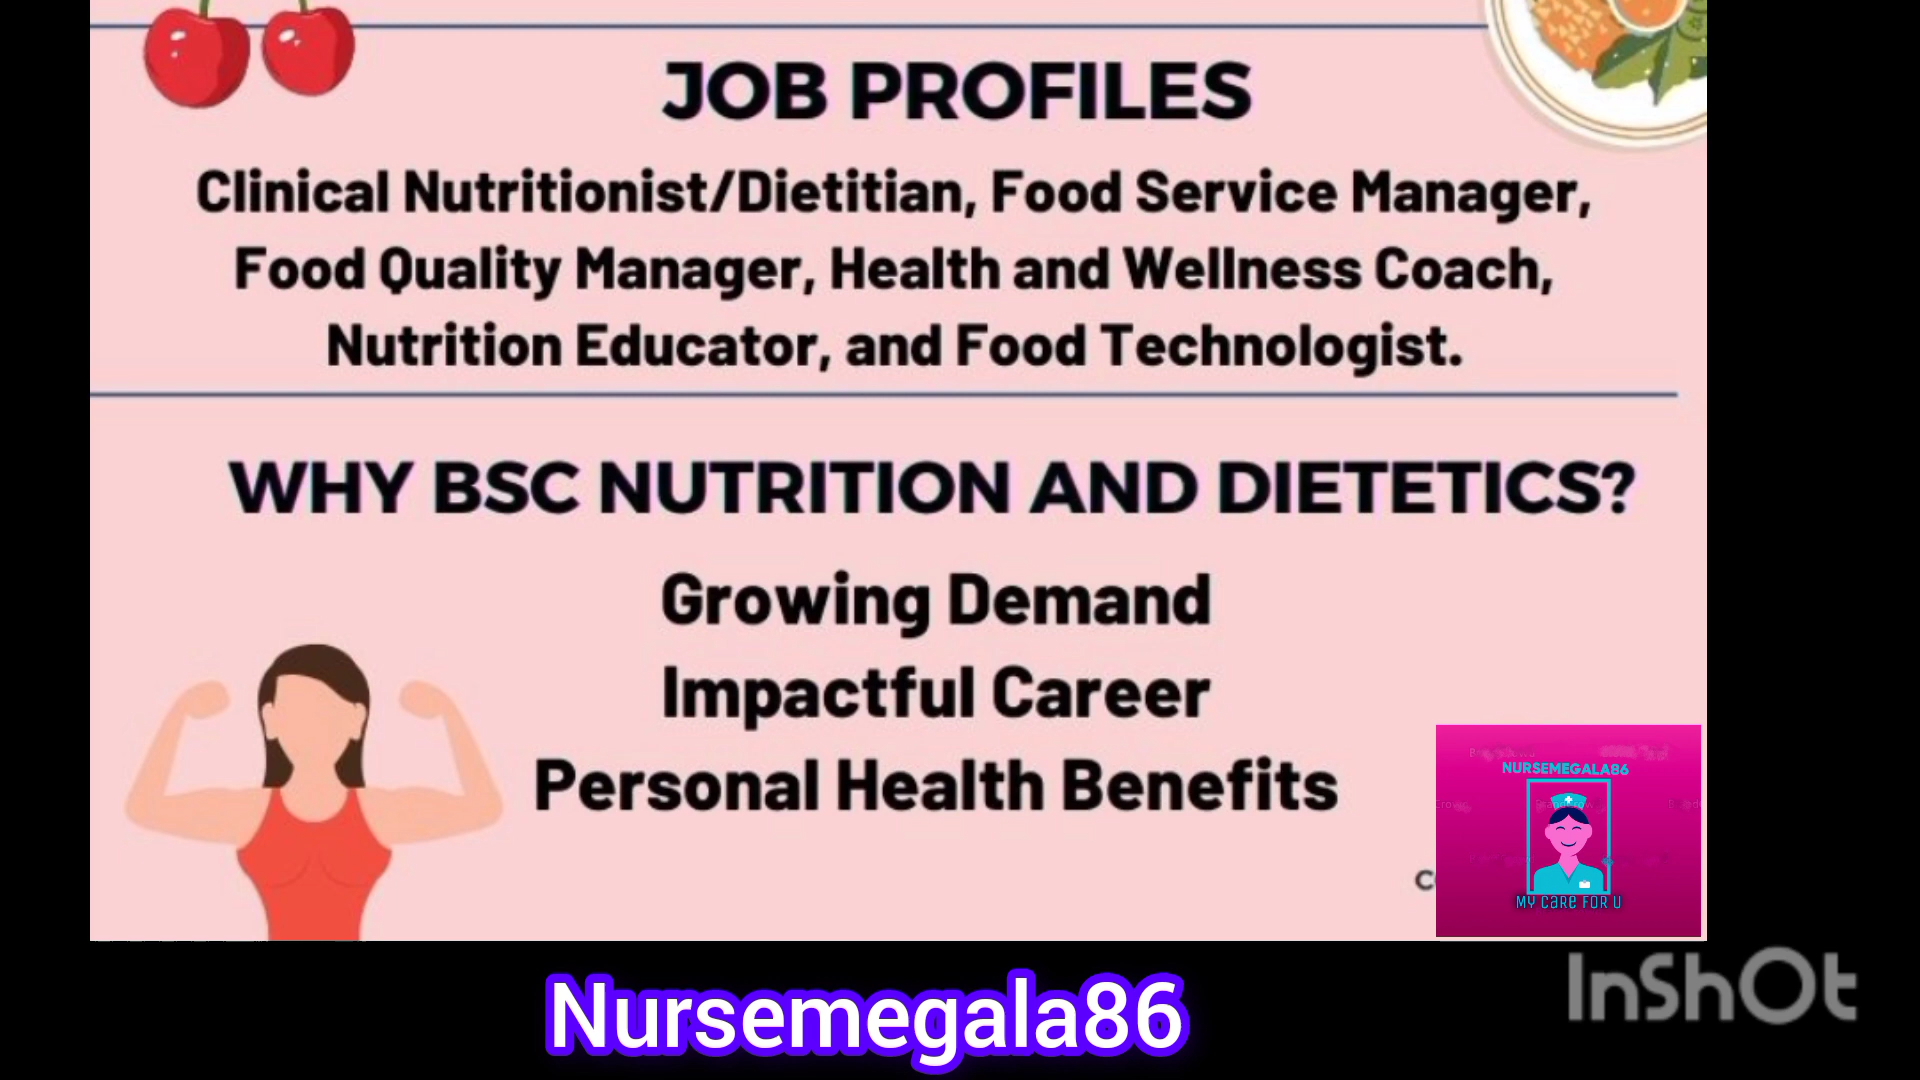 JOB PROFILES
Clinical Nutritionist/Dietitian, Food Service Manager,
Food Quality Manager, Health and Wellness Coach,
Nutrition Educator, and Food Technologist.
WHY BSC NUTRITION AND DIETETICS?
Growing Demand
Impactful Career
Personal Health Benefits
NURSEMEGALA86
MY CARE FOR U
Nursemegala86
InShOt